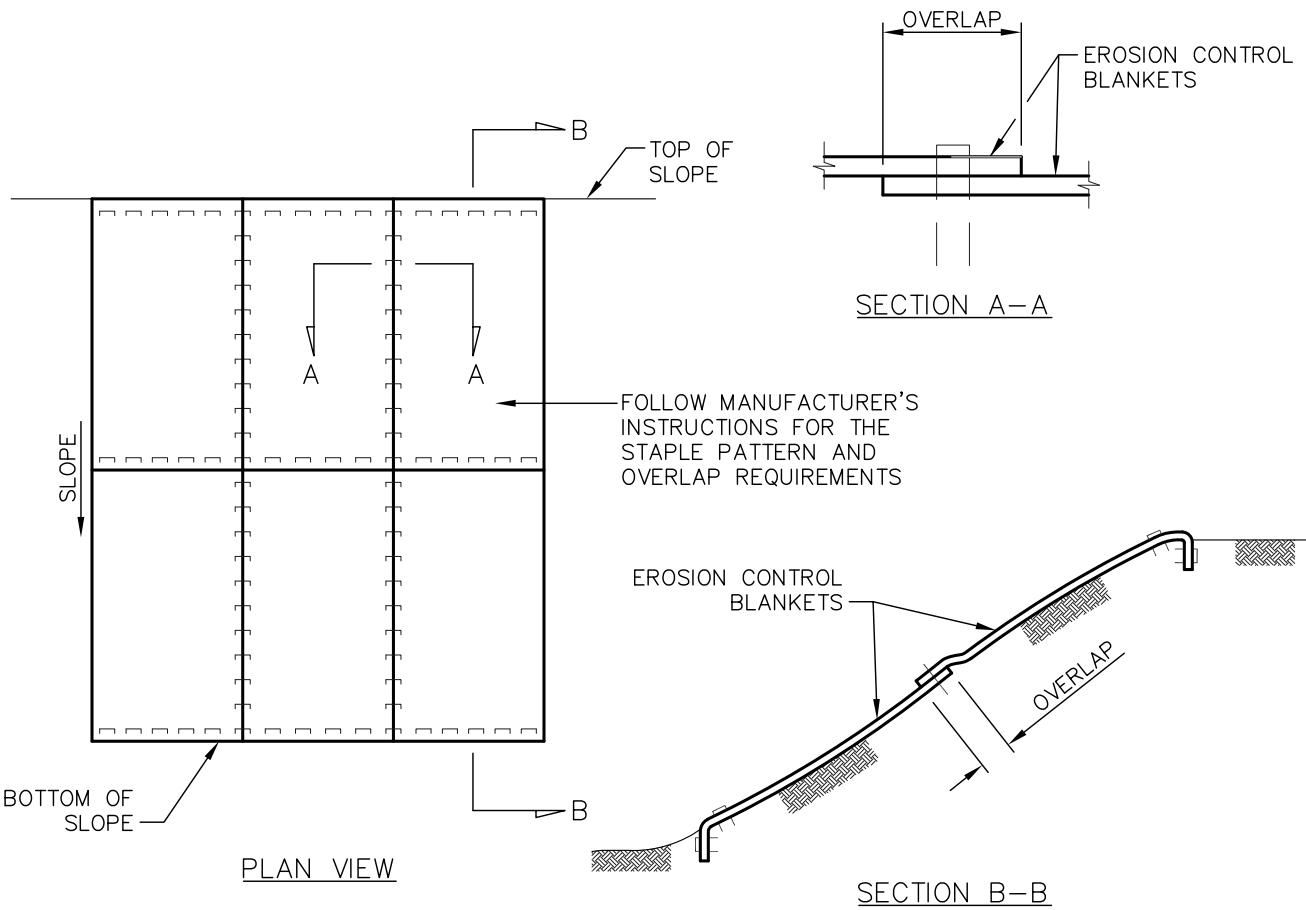 OVERLAP
EROSION CONTROL
BLANKETS
B
TOP OF
SLOPE
SECTION A-A
A
A
FOLLOW MANUFACTURER'S
INSTRUCTIONS FOR THE
STAPLE PATTERN AND
OVERLAP REQUIREMENTS
SLOPE
EROSION CONTROL
BLANKETS
OVERLAP
BOTTOM OF
SLOPE
B
PLAN VIEW
SECTION B-B